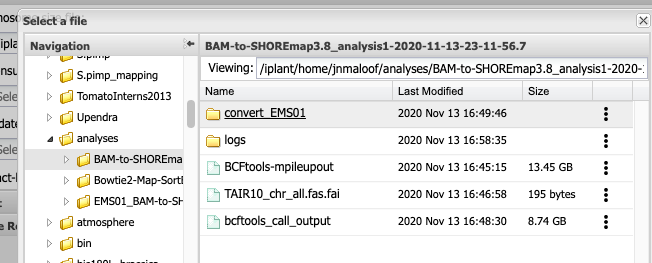 Select a file
Navigation
S.pimp_mapping
TomatoInterns2013
Upendra
analyses
BAM-to-SHOREmap
Bowtie2-Map-Sort
EMS01_BAM-to-SH
atmosphere
bin
BAM-to-SHOREmap3.8_analysis1-2020-11-13-23-11-56.7
Viewing: /iplant/home/jnmaloof/analyses/BAM-to-SHOREmap3.8_analysis1-2020-
Name Last Modified Size
convert_EMS01 2020 Nov 13 16:49:46
logs 2020 Nov 13 16:58:35
BCFtools-mpileupout 2020 Nov 13 16:45:15 13.45 GB
TAIR10_chr_all.fas.fai 2020 Nov 13 16:46:58 195 bytes
bcftools_call_output 2020 Nov 13 16:48:30 8.74 GB